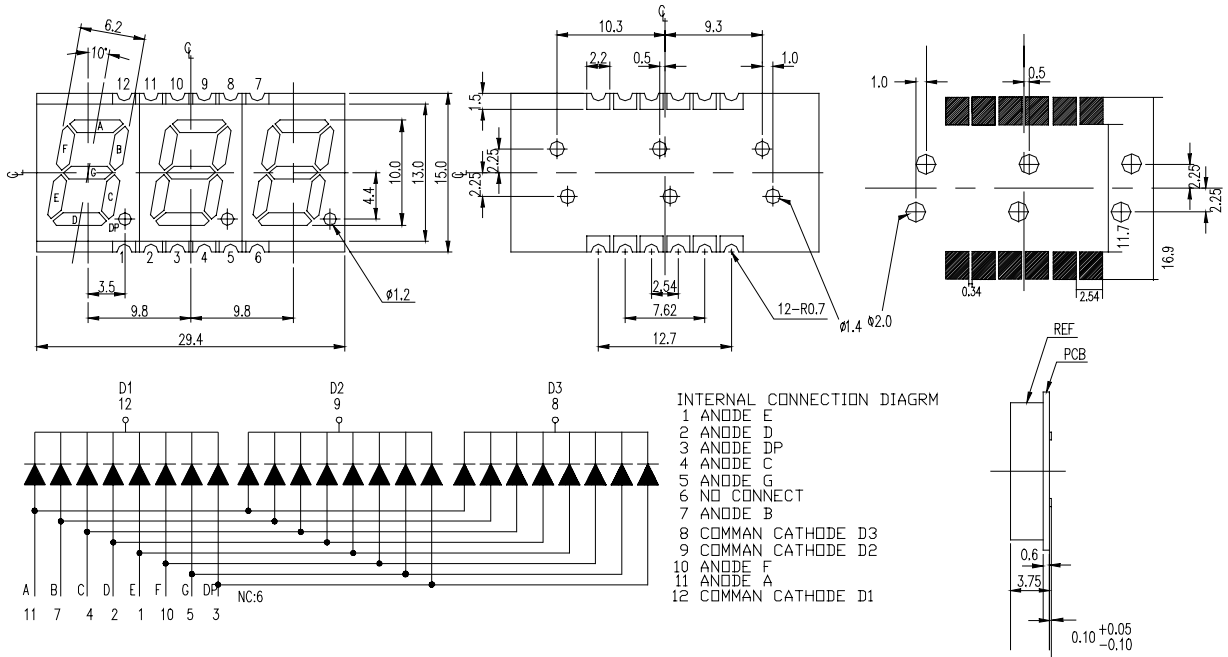 6.2
10°
℄
12 11 10 9 8 7
A
F B
G
E C
D
DP
1 2 3 4 5 6
℄
4.4
10.0
13.0
15.0
3.5
9.8 9.8
29.4
ø1.2
℄
10.3 9.3
2.2 0.5 1.0
1.5
2.25
℄
2.25
2.54
7.62
12.7
12-R0.7
ø1.4
1.0 0.5
2.25
2.25
11.7
16.9
ø2.0
0.34
2.54
D1 D2 D3
12 9 8
A B C D E F G DP
NC:6
11 7 4 2 1 10 5 3
INTERNAL CONNECTION DIAGRM
1 ANODE E
2 ANODE D
3 ANODE DP
4 ANODE C
5 ANODE G
6 NO CONNECT
7 ANODE B
8 COMMAN CATHODE D3
9 COMMAN CATHODE D2
10 ANODE F
11 ANODE A
12 COMMAN CATHODE D1
REF
PCB
0.6
3.75
0.10 +0.05
-0.10